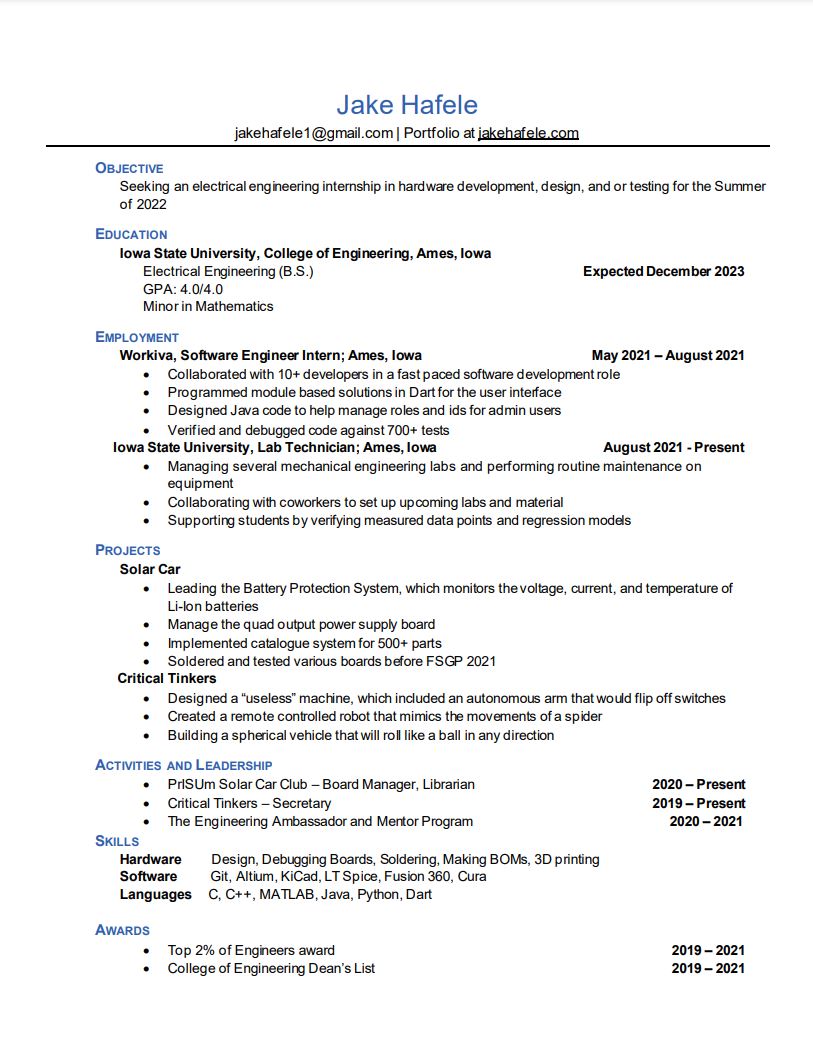 Jake Hafele
jakehafele1@gmail.com | Portfolio at jakehafele.com
OBJECTIVE
Seeking an electrical engineering internship in hardware development, design, and or testing for the Summer
of 2022
EDUCATION
Iowa State University, College of Engineering, Ames, Iowa
Electrical Engineering (B.S.) Expected December 2023
GPA: 4.0/4.0
Minor in Mathematics
EMPLOYMENT
Workiva, Software Engineer Intern; Ames, Iowa May 2021 – August 2021
• Collaborated with 10+ developers in a fast paced software development role
• Programmed module based solutions in Dart for the user interface
• Designed Java code to help manage roles and ids for admin users
• Verified and debugged code against 700+ tests
Iowa State University, Lab Technician; Ames, Iowa August 2021 - Present
• Managing several mechanical engineering labs and performing routine maintenance on
equipment
• Collaborating with coworkers to set up upcoming labs and material
• Supporting students by verifying measured data points and regression models
PROJECTS
Solar Car
• Leading the Battery Protection System, which monitors the voltage, current, and temperature of
Li-Ion batteries
• Manage the quad output power supply board
• Implemented catalogue system for 500+ parts
• Soldered and tested various boards before FSGP 2021
Critical Tinkers
• Designed a “useless” machine, which included an autonomous arm that would flip off switches
• Created a remote controlled robot that mimics the movements of a spider
• Building a spherical vehicle that will roll like a ball in any direction
ACTIVITIES AND LEADERSHIP
• PrISUm Solar Car Club – Board Manager, Librarian 2020 – Present
• Critical Tinkers – Secretary 2019 – Present
• The Engineering Ambassador and Mentor Program 2020 – 2021
SKILLS
Hardware Design, Debugging Boards, Soldering, Making BOMs, 3D printing
Software Git, Altium, KiCad, LT Spice, Fusion 360, Cura
Languages C, C++, MATLAB, Java, Python, Dart
AWARDS
• Top 2% of Engineers award 2019 – 2021
• College of Engineering Dean’s List 2019 – 2021